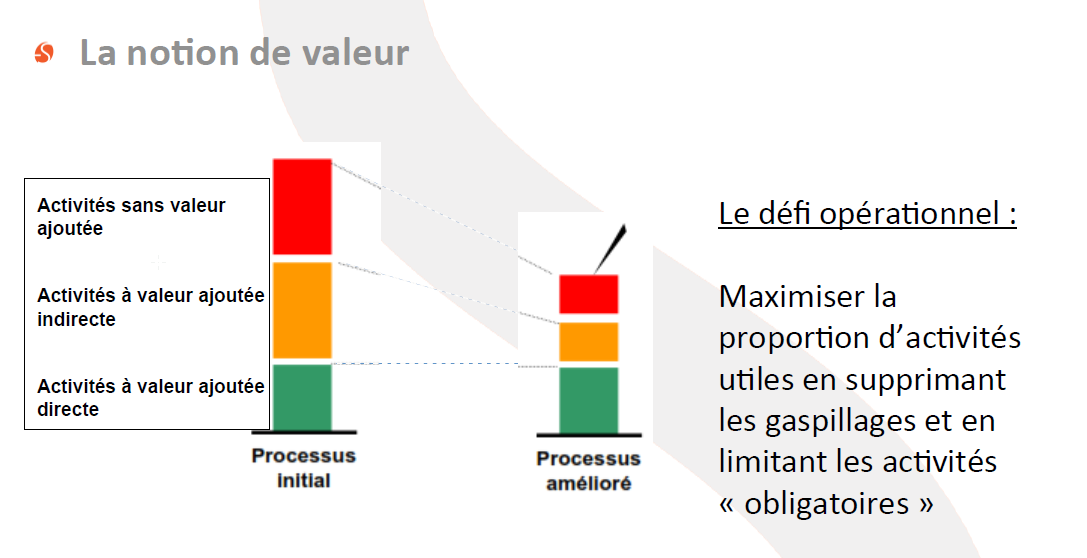 La notion de valeur
Activités sans valeur
ajoutée
Activités à valeur ajoutée
indirecte
Activités à valeur ajoutée
directe
Processus
initial
Processus
amélioré
Le défi opérationnel :
Maximiser la
proportion d’activités
utiles en supprimant
les gaspillages et en
limitant les activités
« obligatoires »